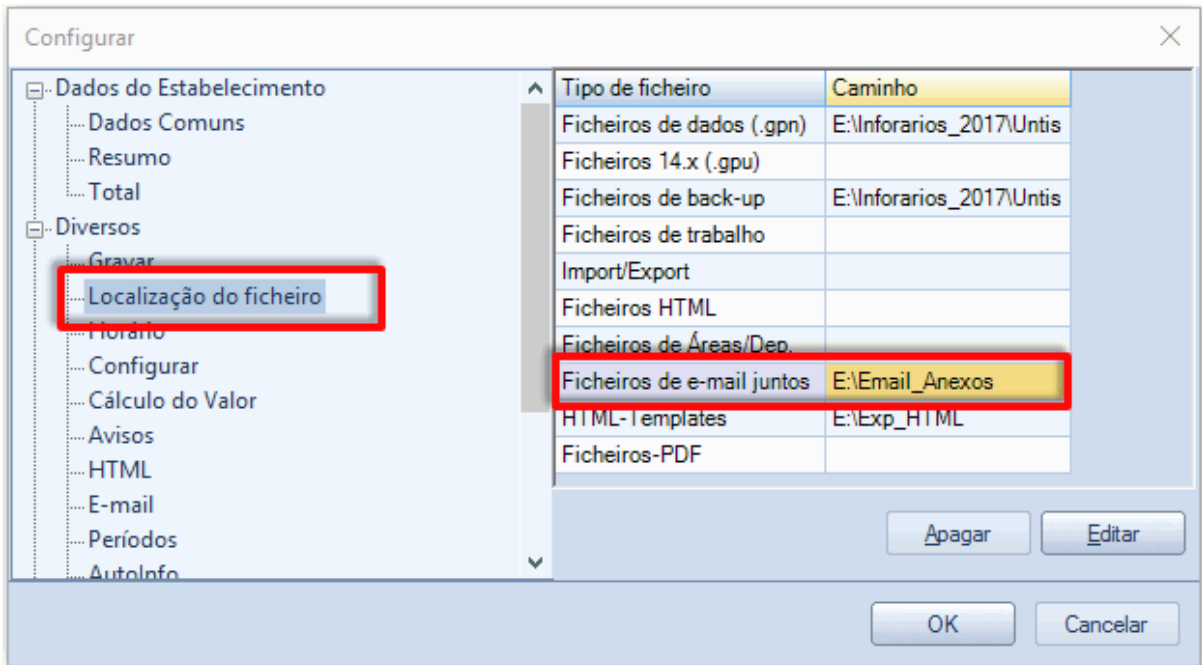 Configurar
Dados do Estabelecimento
Dados Comuns
Resumo
Total
Diversos
Gravar
Localização do ficheiro
Horário
Configurar
Cálculo do Valor
Avisos
HTML
E-mail
Períodos
AutoInfo
Tipo de ficheiro Caminho
Ficheiros de dados (.gpn) E:\Inforarios_2017\Untis
Ficheiros 14.x (.gpu)
Ficheiros de back-up E:\Inforarios_2017\Untis
Ficheiros de trabalho
Import/Export
Ficheiros HTML
Ficheiros de Áreas/Dep.
Ficheiros de e-mail juntos E:\Email_Anexos
HTML-Templates E:\Exp_HTML
Ficheiros-PDF
Apagar Editar
OK Cancelar